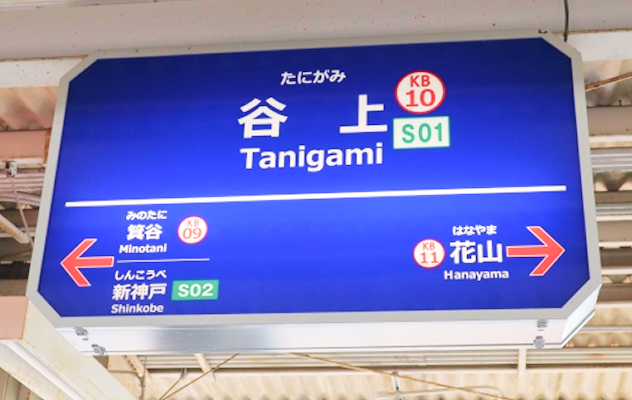 たにがみ
谷上
KB
10
S01
Tanigami
みのたに
箕谷
KB
09
Minotani
しんこうべ
新神戸 S02
Shinkobe
はなやま
KB
11
花山
Hanayama